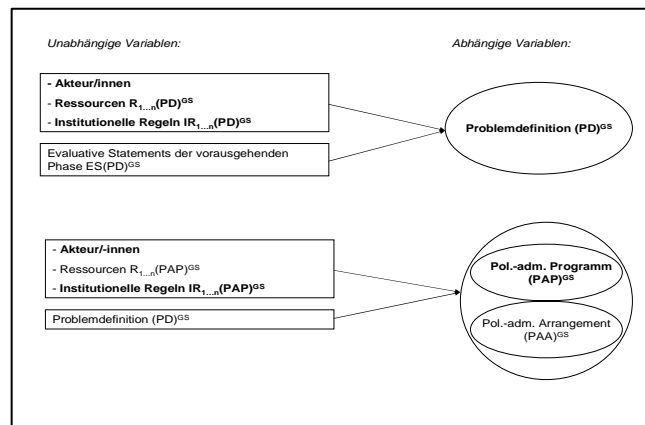 Unabhängige Variablen:
Abhängige Variablen:
- Akteur/innen
- Ressourcen R1...n(PD)GS
- Institutionelle Regeln IR1...n(PD)GS
Evaluative Statements der vorausgehenden
Phase ES(PD)GS
Problemdefinition (PD)GS
- Akteur/-innen
- Ressourcen R1...n(PAP)GS
- Institutionelle Regeln IR1...n(PAP)GS
Problemdefinition (PD)GS
Pol.-adm. Programm
(PAP)GS
Pol.-adm. Arrangement
(PAA)GS